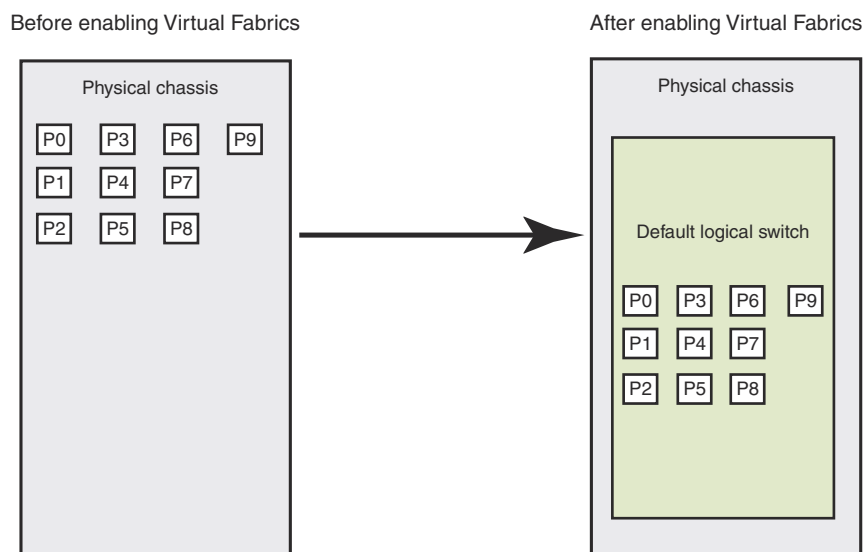 Before enabling Virtual Fabrics
After enabling Virtual Fabrics
Physical chassis
P0 P3 P6 P9
P1 P4 P7
P2 P5 P8
Physical chassis
Default logical switch
P0 P3 P6 P9
P1 P4 P7
P2 P5 P8